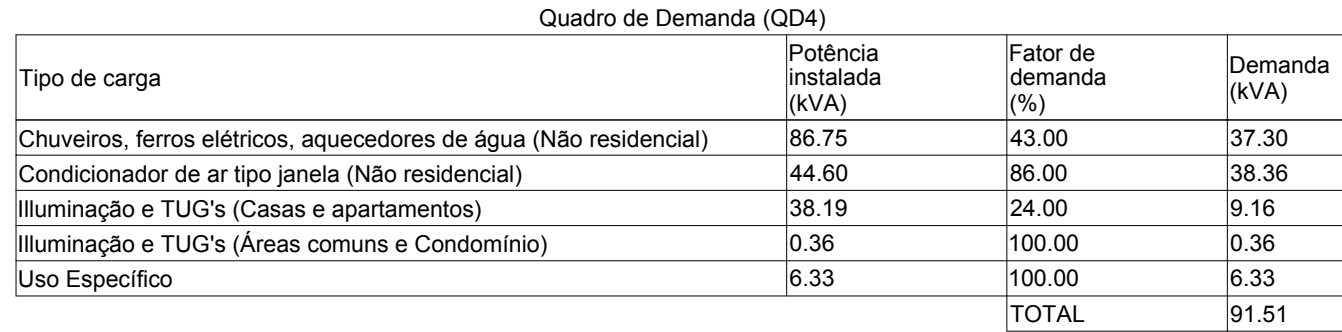 Quadro de Demanda (QD4)
Tipo de carga
Potência
instalada
(kVA)
Fator de
demanda
(%)
Demanda
(kVA)
Chuveiros, ferros elétricos, aquecedores de água (Não residencial) 86.75 43.00 37.30
Condicionador de ar tipo janela (Não residencial) 44.60 86.00 38.36
Illuminação e TUG's (Casas e apartamentos) 38.19 24.00 9.16
Illuminação e TUG's (Áreas comuns e Condomínio) 0.36 100.00 0.36
Uso Específico 6.33 100.00 6.33
TOTAL 91.51